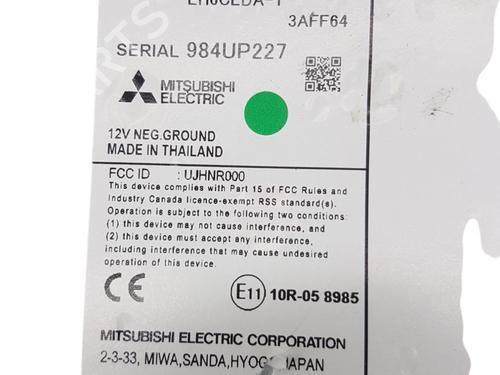 3AFF64
SERIAL 984UP227
MITSUBISHI
ELECTRIC
12V NEG.GROUND
MADE IN THAILAND
FCC ID : UJHNR000
This device complies with Part 15 of FCC Rules and
Industry Canada licence-exempt RSS standard(s).
Operation is subject to the following two conditions:
(1) this device may not cause interference, and
(2) this device must accept any interference,
including interference that may cause undesired
operation of this device.
CE E11 10R-05 8985
MITSUBISHI ELECTRIC CORPORATION
2-3-33, MIWA,SANDA,HYOGO JAPAN